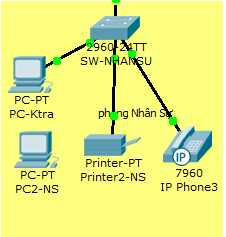 2960-24TT
SW-NHANSU
phòng Nhân Sự
PC-PT
PC-Ktra
Printer-PT
Printer2-NS
IP
7960
IP Phone3
PC-PT
PC2-NS